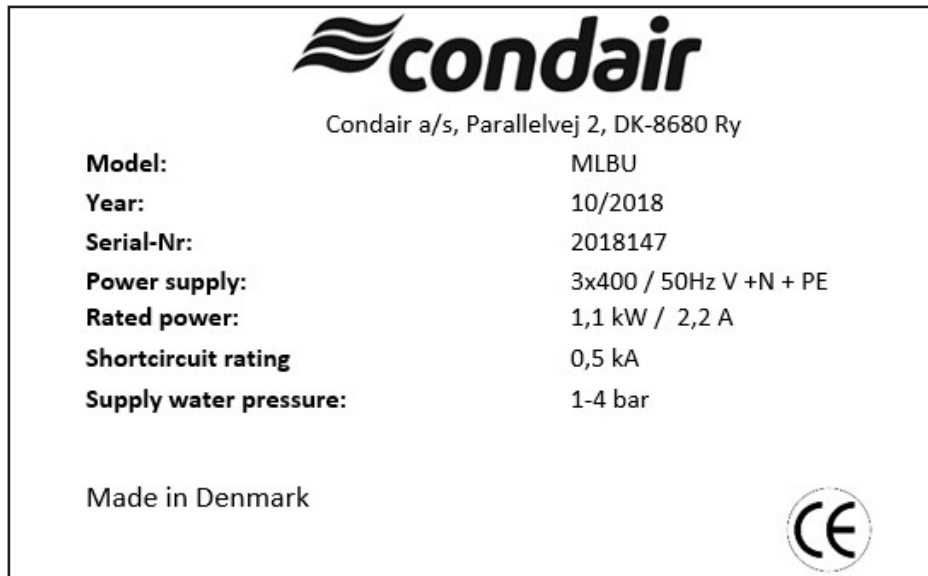 condair
Condair a/s, Parallelvej 2, DK-8680 Ry
Model: MLBU
Year: 10/2018
Serial-Nr: 2018147
Power supply: 3x400 / 50Hz V +N + PE
Rated power: 1,1 kW / 2,2 A
Shortcircuit rating 0,5 kA
Supply water pressure: 1-4 bar
Made in Denmark
CE